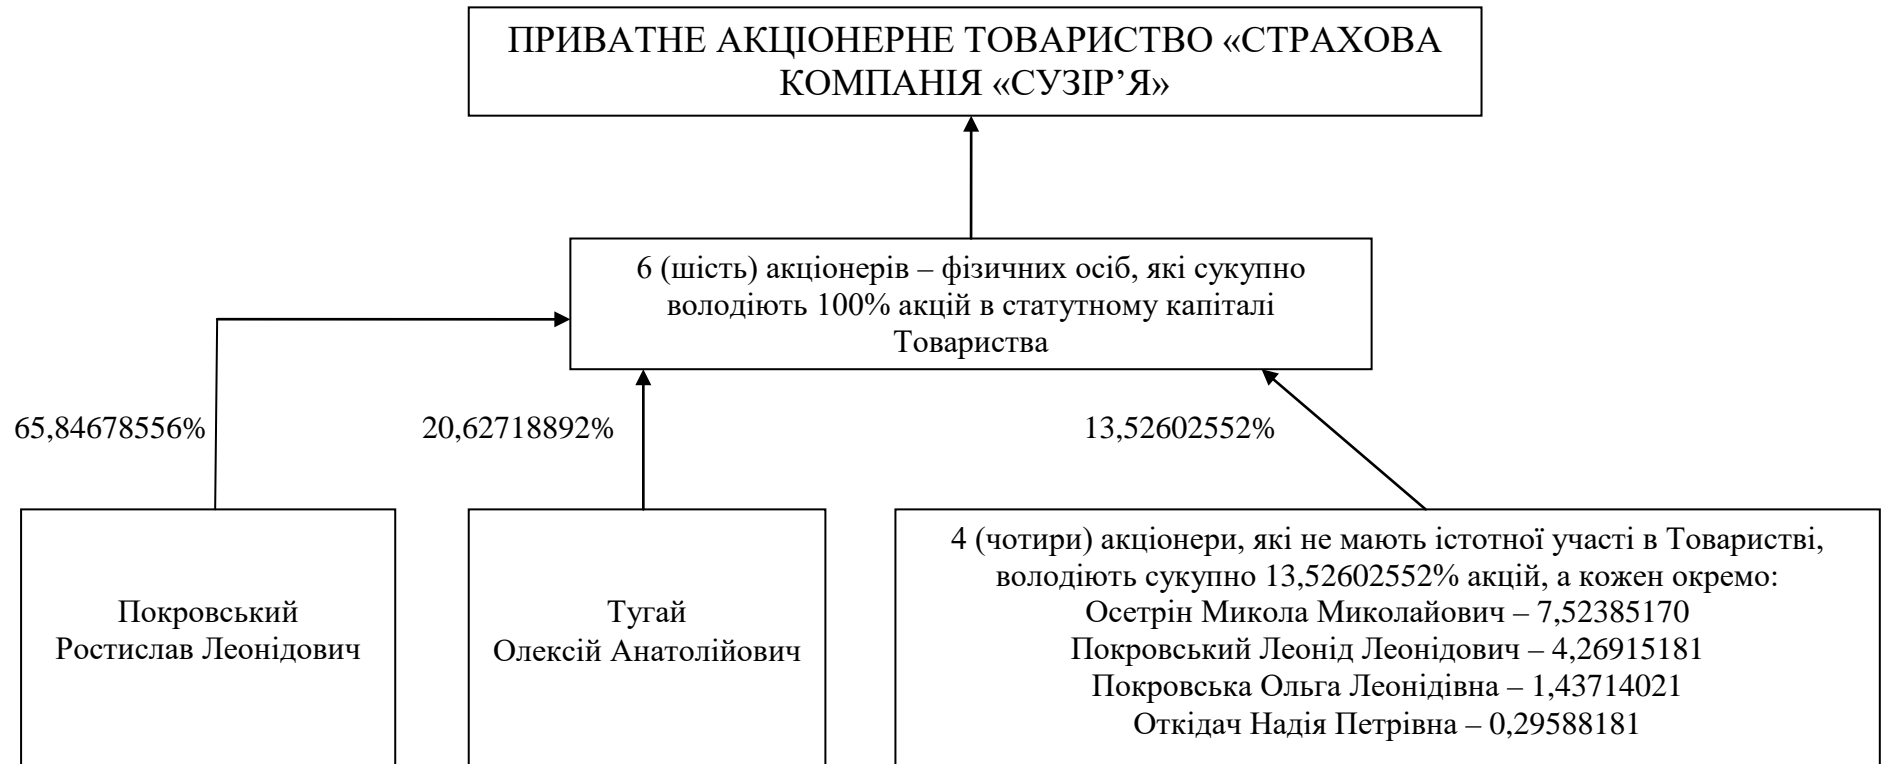 ПРИВАТНЕ АКЦІОНЕРНЕ ТОВАРИСТВО «СТРАХОВА
КОМПАНІЯ «СУЗІР’Я»
6 (шість) акціонерів – фізичних осіб, які сукупно
володіють 100% акцій в статутному капіталі
Товариства
65,84678556%
20,62718892%
13,52602552%
Покровський
Ростислав Леонідович
Тугай
Олексій Анатолійович
4 (чотири) акціонери, які не мають істотної участі в Товаристві,
володіють сукупно 13,52602552% акцій, а кожен окремо:
Осетрін Микола Миколайович – 7,52385170
Покровський Леонід Леонідович – 4,26915181
Покровська Ольга Леонідівна – 1,43714021
Откідач Надія Петрівна – 0,29588181